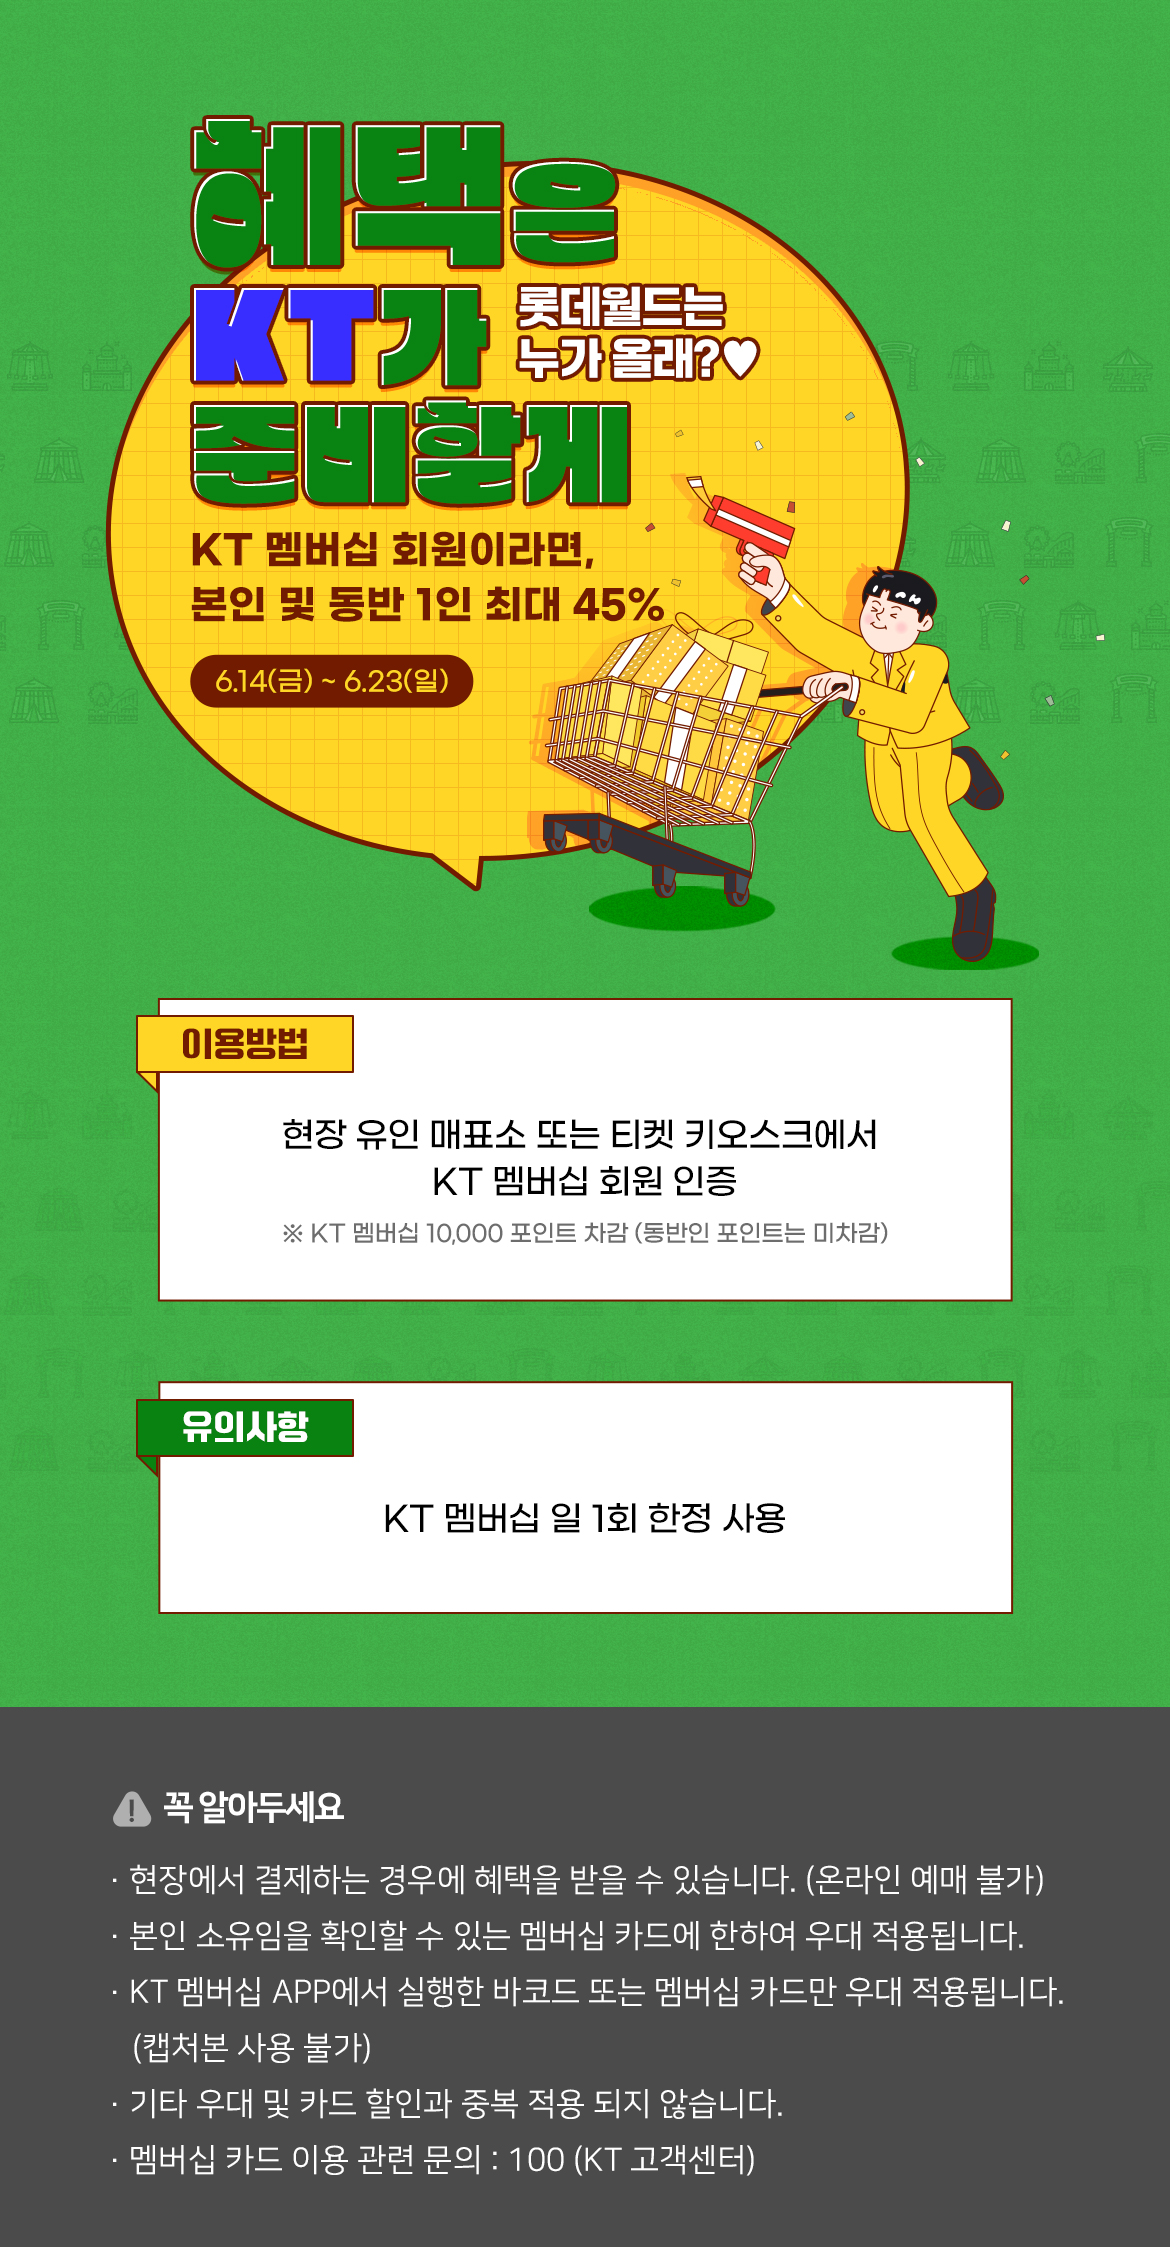 혜택은
KT가
준비할게
롯데월드는
누가 올래?♥
KT 멤버십 회원이라면,
본인 및 동반 1인 최대 45%
6.14(금) ~ 6.23(일)
이용방법
현장 유인 매표소 또는 티켓 키오스크에서
KT 멤버십 회원 인증
※ KT 멤버십 10,000 포인트 차감 (동반인 포인트는 미차감)
유의사항
KT 멤버십 일 1회 한정 사용
꼭 알아두세요
· 현장에서 결제하는 경우에 혜택을 받을 수 있습니다. (온라인 예매 불가)
· 본인 소유임을 확인할 수 있는 멤버십 카드에 한하여 우대 적용됩니다.
· KT 멤버십 APP에서 실행한 바코드 또는 멤버십 카드만 우대 적용됩니다.
(캡처본 사용 불가)
· 기타 우대 및 카드 할인과 중복 적용 되지 않습니다.
· 멤버십 카드 이용 관련 문의 : 100 (KT 고객센터)